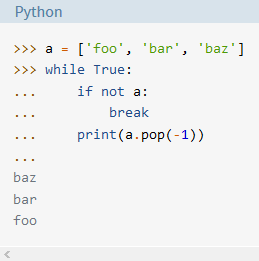 Python
>>> a = ['foo', 'bar', 'baz']
>>> while True:
...     if not a:
...         break
...     print(a.pop(-1))
...
baz
bar
foo